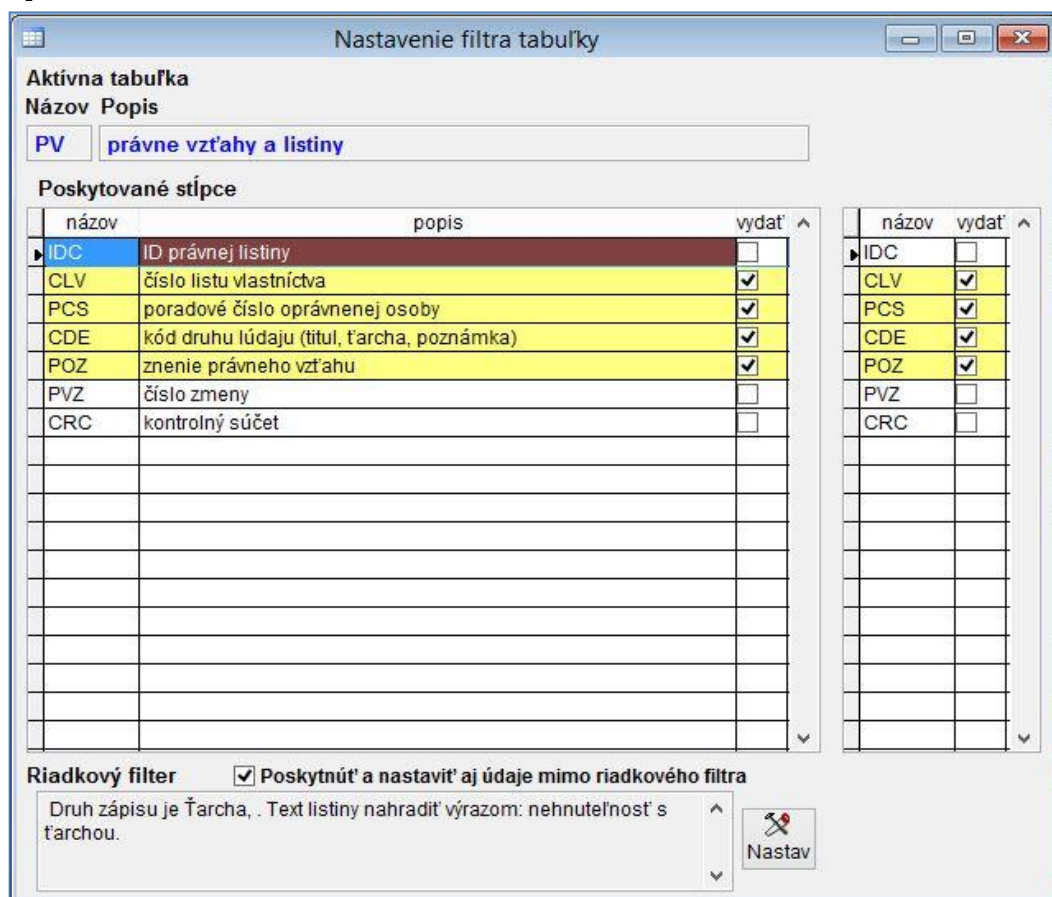 Nastavenie filtra tabuľky
Aktívna tabuľka
Názov Popis
PV právne vzťahy a listiny
Poskytované stĺpce
názov popis vydať
IDC ID právnej listiny
CLV číslo listu vlastníctva
PCS poradové číslo oprávnenej osoby
CDE kód druhu lúdaju (titul, ťarcha, poznámka)
POZ znenie právneho vzťahu
PVZ číslo zmeny
CRC kontrolný súčet
názov vydať
IDC
CLV
PCS
CDE
POZ
PVZ
CRC
Riadkový filter Poskytnúť a nastaviť aj údaje mimo riadkového filtra
Druh zápisu je Ťarcha, . Text listiny nahradiť výrazom: nehnuteľnosť s
ťarchou.
Nastav